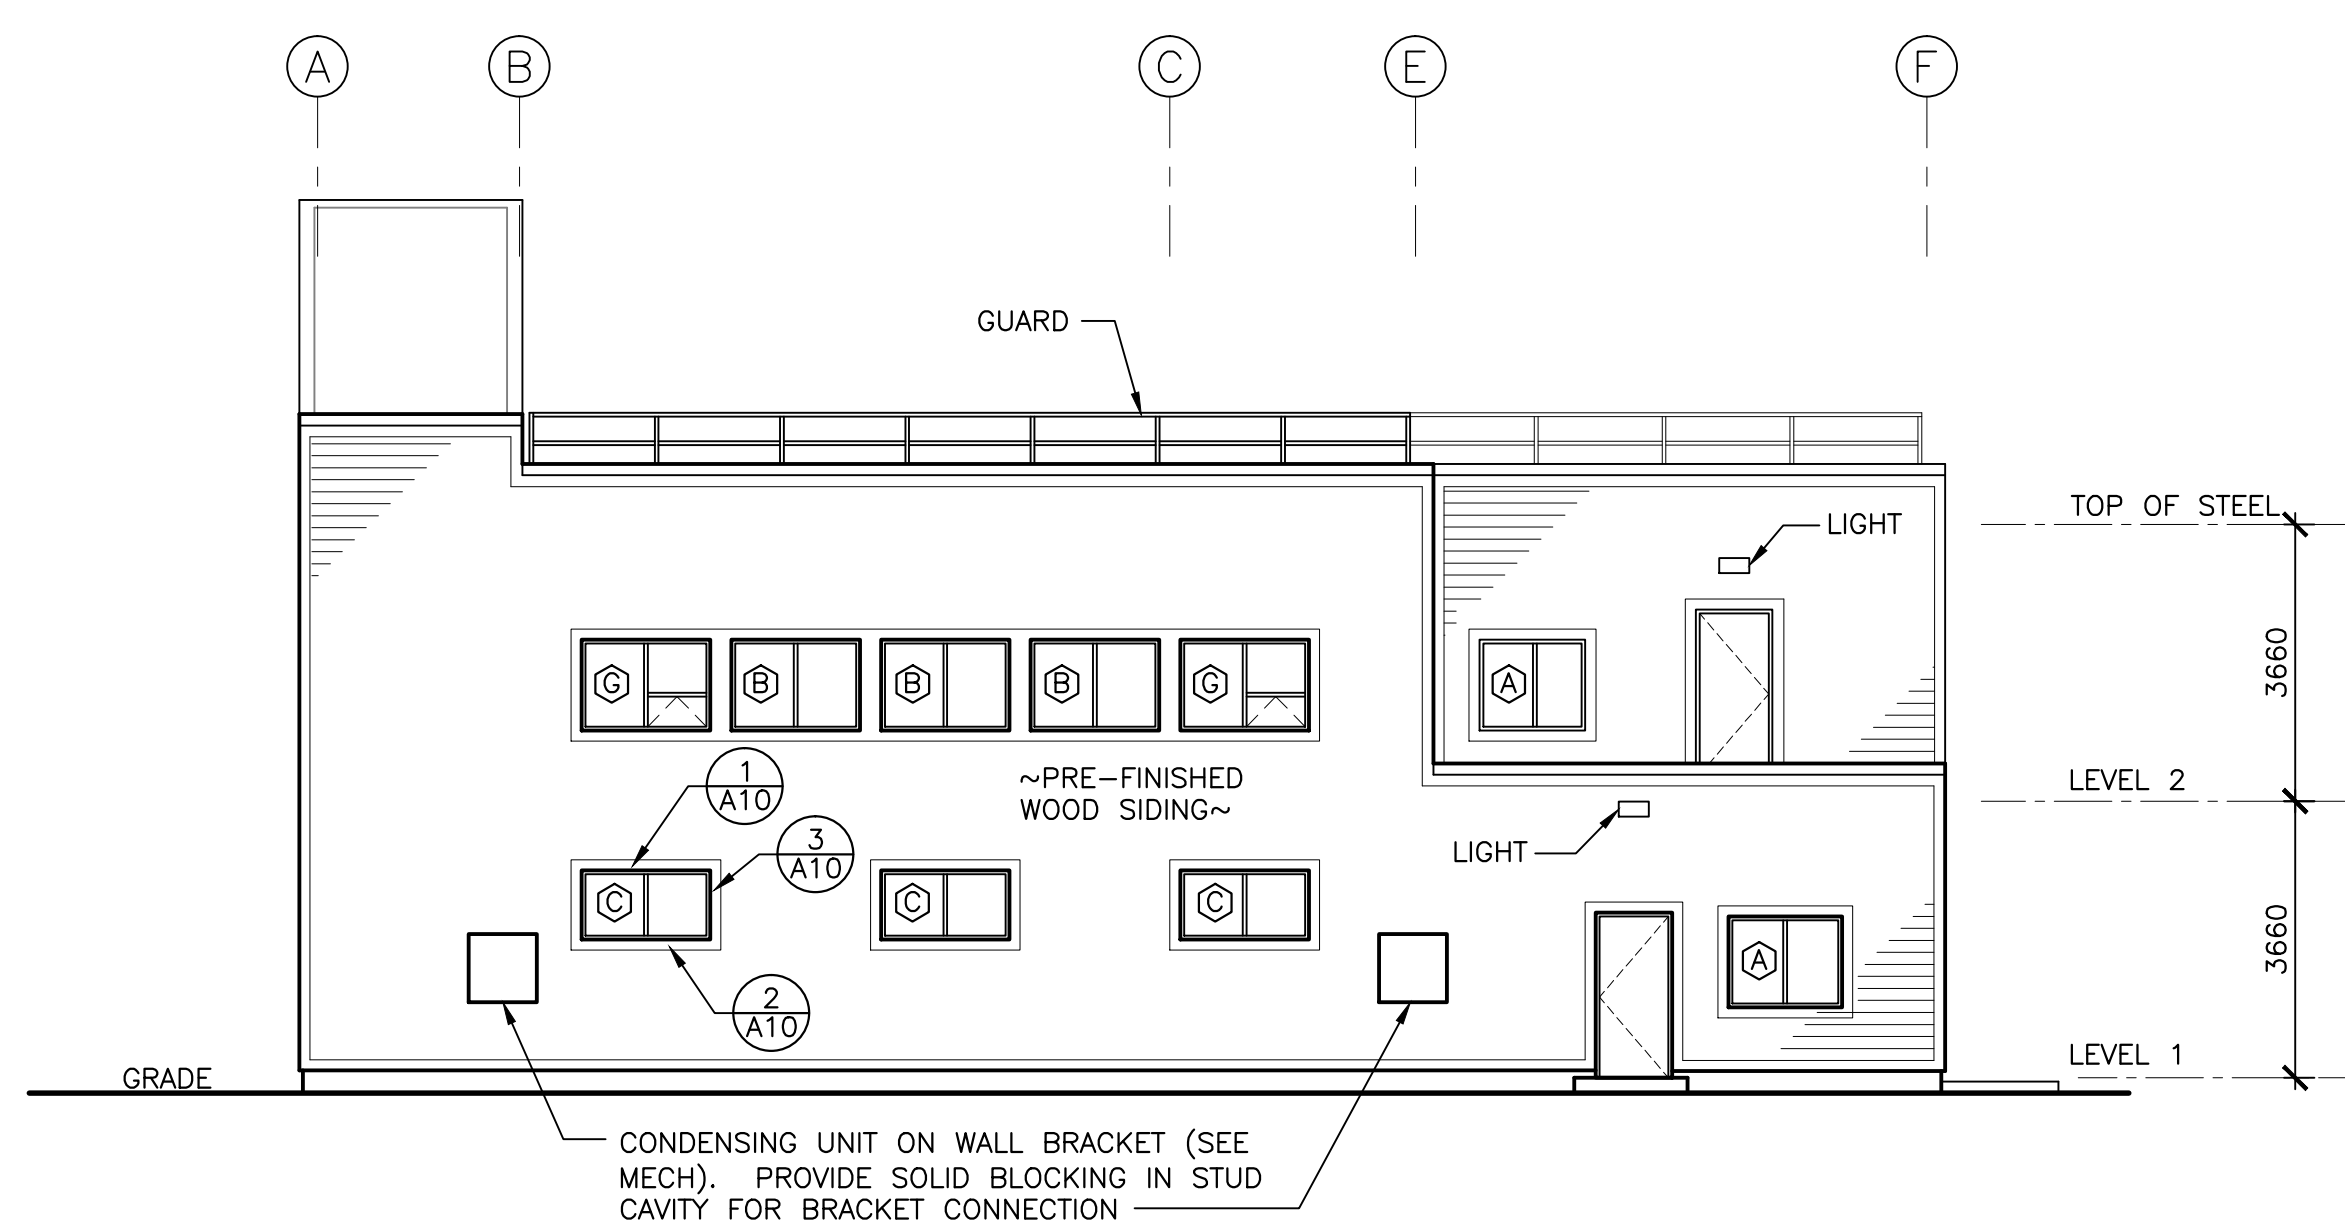 A B C E F
GUARD
TOP OF STEEL
LIGHT
3660
G B B B G A
1
A10
~PRE-FINISHED
WOOD SIDING~
LEVEL 2
3
A10
LIGHT
C C C
3660
A
2
A10
LEVEL 1
GRADE
CONDENSING UNIT ON WALL BRACKET (SEE
MECH). PROVIDE SOLID BLOCKING IN STUD
CAVITY FOR BRACKET CONNECTION